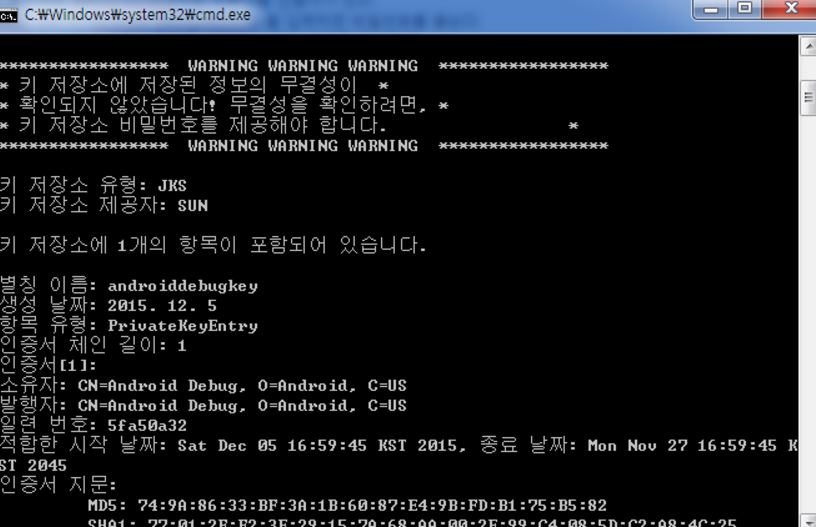 C:₩Windows₩system32₩cmd.exe
***************** WARNING WARNING WARNING *****************
* 키 저장소에 저장된 정보의 무결성이 *
* 확인되지 않았습니다! 무결성을 확인하려면, *
* 키 저장소 비밀번호를 제공해야 합니다. *
***************** WARNING WARNING WARNING *****************
키 저장소 유형: JKS
키 저장소 제공자: SUN
키 저장소에 1개의 항목이 포함되어 있습니다.
별칭 이름: androiddebugkey
생성 날짜: 2015. 12. 5
항목 유형: PrivateKeyEntry
인증서 체인 길이: 1
인증서[1]:
소유자: CN=Android Debug, O=Android, C=US
발행자: CN=Android Debug, O=Android, C=US
일련 번호: 5fa50a32
적합한 시작 날짜: Sat Dec 05 16:59:45 KST 2015, 종료 날짜: Mon Nov 27 16:59:45 K
ST 2045
인증서 지문:
MD5: 74:9A:86:33:BF:3A:1B:60:87:E4:9B:FD:B1:75:B5:82
SHA1: